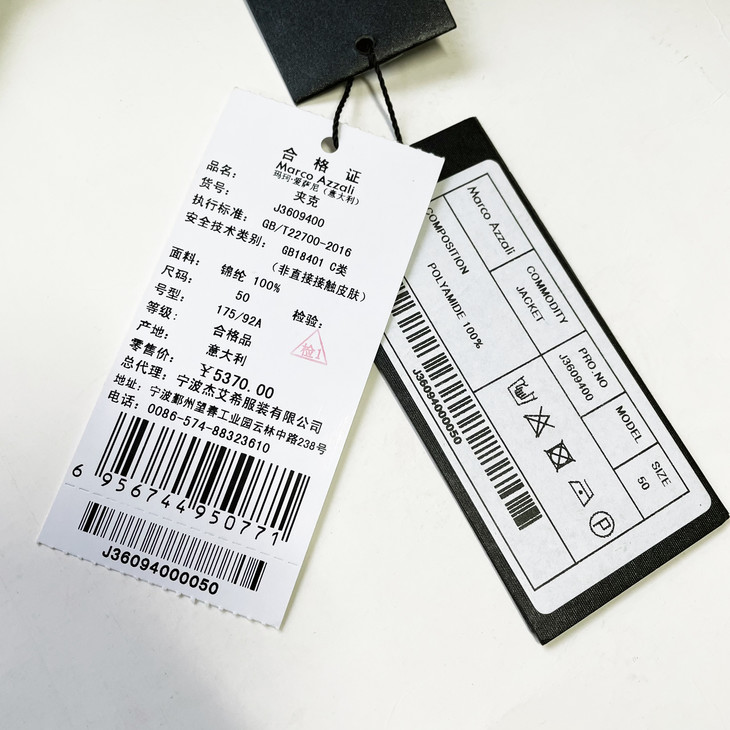 合格证
Marco Azzali
玛珂·爱萨尼(意大利)
品名: 夹克
货号: J3609400
执行标准: GB/T22700-2016
安全技术类别: GB18401 C类
(非直接接触皮肤)
面料: 锦纶 100%
尺码: 50
号型: 175/92A
检验:
检1
等级: 合格品
产地: 意大利
零售价: ¥5370.00
总代理: 宁波杰艾希服装有限公司
地址: 宁波鄞州望春工业园云林中路238号
电话: 0086-574-88323610
6 956744 950771
J36094000050
Marco Azzali
COMMODITY
JACKET
PRO.NO
J3609400
MODEL
SIZE
50
COMPOSITION
POLYAMIDE 100%
J36094000050
P